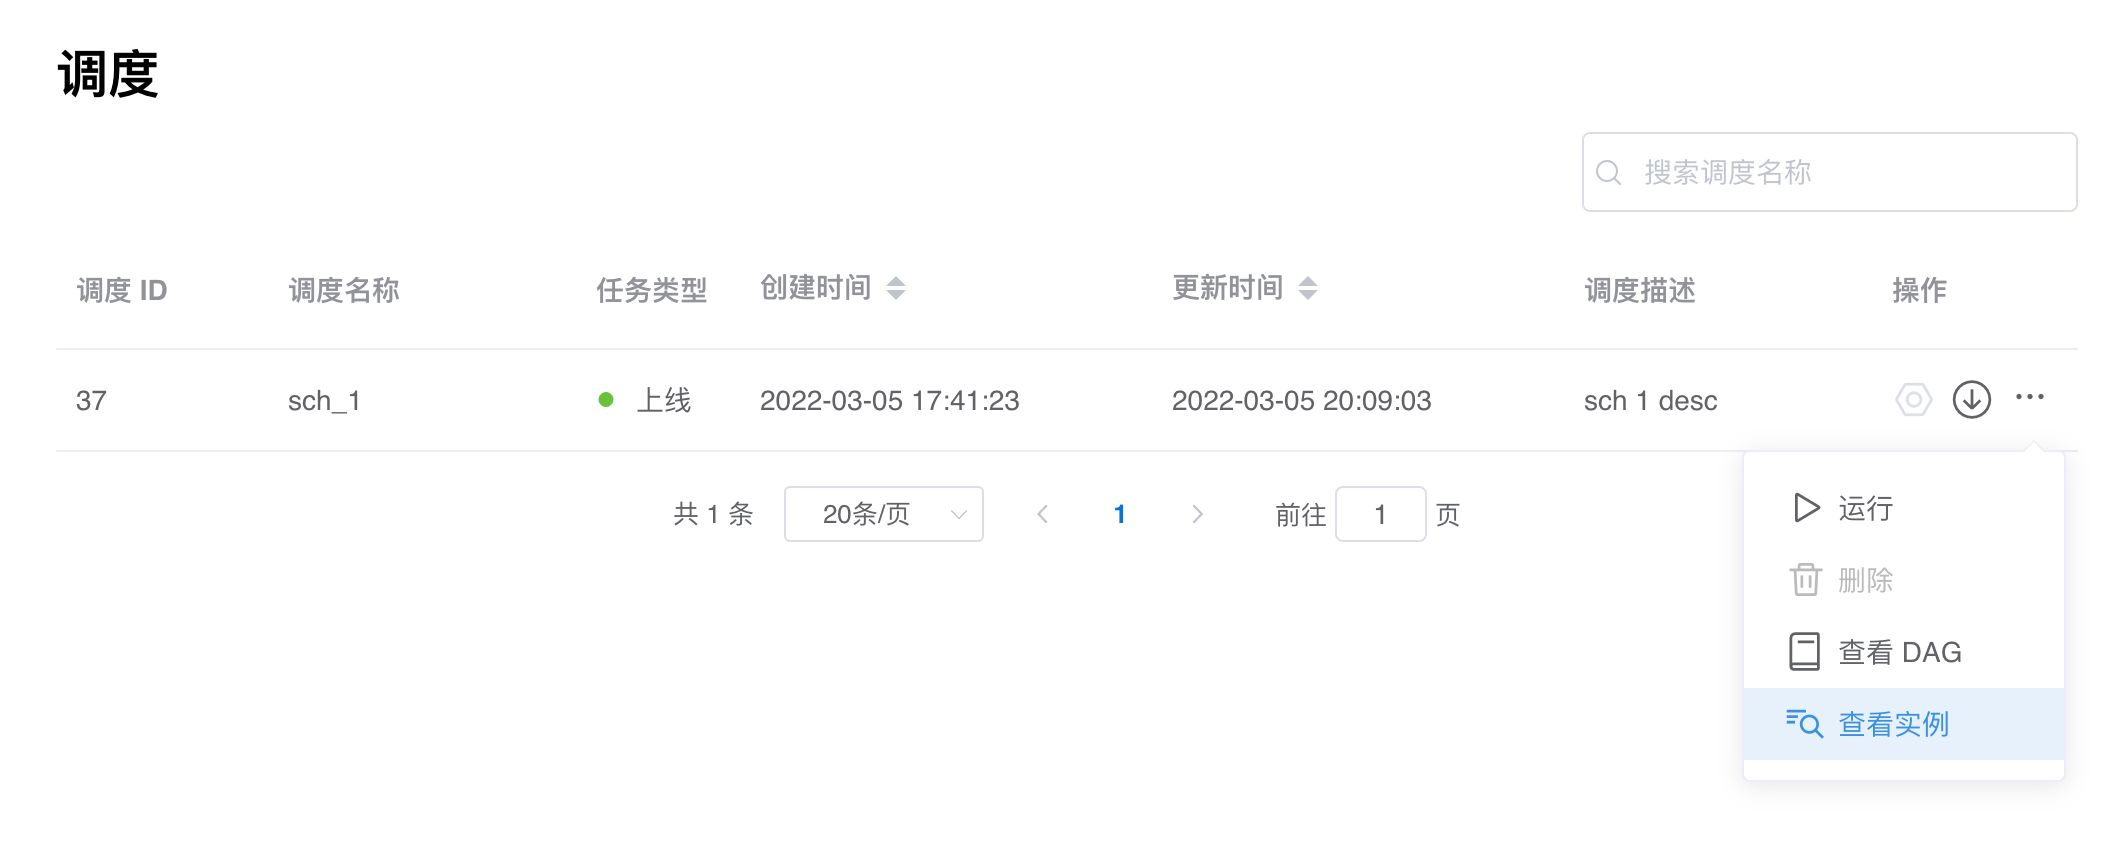 调度
搜索调度名称
调度 ID 调度名称 任务类型 创建时间 更新时间 调度描述 操作
37 sch_1 上线 2022-03-05 17:41:23 2022-03-05 20:09:03 sch 1 desc
共 1 条 20条/页 1 前往 1 页
运行
删除
查看 DAG
查看实例